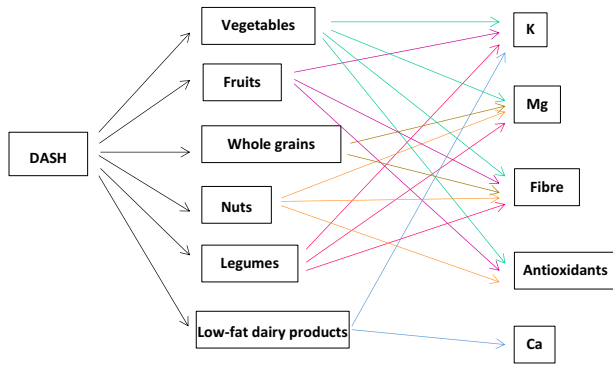 DASH
Vegetables
Fruits
Whole grains
Nuts
Legumes
Low-fat dairy products
K
Mg
Fibre
Antioxidants
Ca